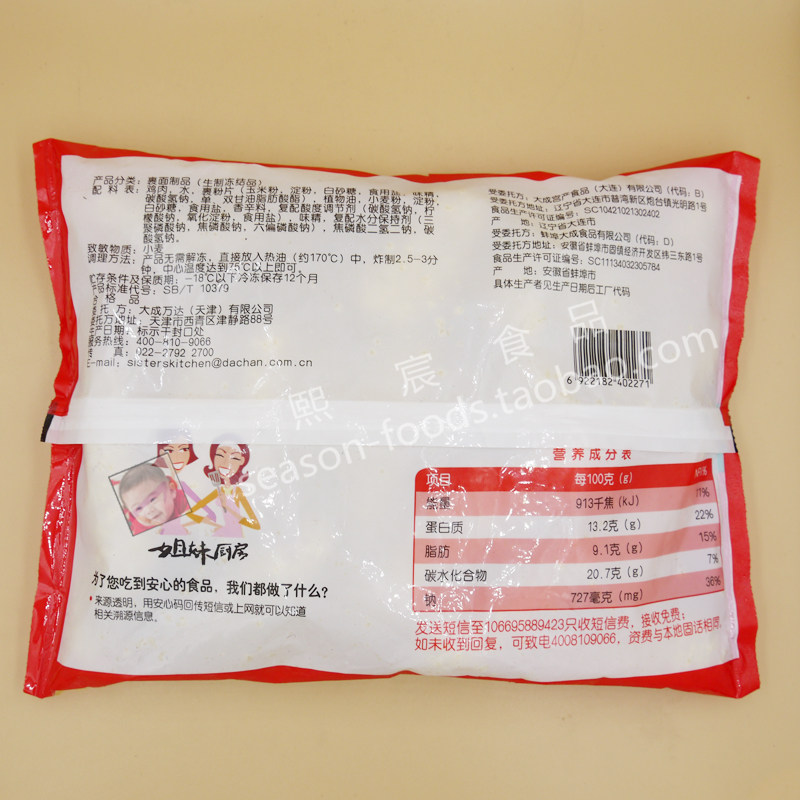 产品分类：裹面制品（生制冻结品）
配 料 表：鸡肉，水，裹粉片（玉米粉，淀粉，白砂糖，食用盐，味精，
碳酸氢钠，单，双甘油脂肪酸酯），植物油，小麦粉，淀粉，
白砂糖，食用盐，香辛料，复配酸度调节剂（碳酸氢钠，柠
檬酸钠，氧化淀粉，食用盐），味精，复配水分保持剂（三
聚磷酸钠，焦磷酸钠，六偏磷酸钠），焦磷酸二氢二钠，碳
酸氢钠。
致敏物质：小麦
调理方法：产品无需解冻，直接放入热油（约170℃）中，炸制2.5-3分
钟，中心温度达到75℃以上即可。
贮存条件及保质期：-18℃以下冷冻保存12个月
产品标准代号：SB/T 103/9
格 品
托 方：大成万达（天津）有限公司
托方地址：天津市西青区津静路88号
产日期：标示于封口处
服务热线：400-810-9066
真：022-2792 2700
E-mail：sisterskitchen@dachan.com.cn
受委托方：大成宫产食品（大连）有限公司（代码：B）
受委托方地址：辽宁省大连市普湾新区炮台镇光明路1号
食品生产许可证编号：SC10421021302402
产 地：辽宁省大连市
受委托方：蚌埠大成食品有限公司（代码：D）
受委托方地址：安徽省蚌埠市固镇经济开发区纬三东路1号
食品生产许可证编号：SC11134032305784
产 地：安徽省蚌埠市
具体生产者见生产日期后工厂代码
6 922182 402271
熙宸食品
season-foods.taobao.com
姐妹厨房
为了您吃到安心的食品，我们都做了什么？
* 来源透明，用安心码回传短信或上网就可以知道
相关溯源信息。
营养成分表
项目 每100克（g） NRV%
能量 913千焦（kJ） 11%
蛋白质 13.2克（g） 22%
脂肪 9.1克（g） 15%
碳水化合物 20.7克（g） 7%
钠 727毫克（mg） 36%
发送短信至106695889423只收短信费，接收免费；
如未收到回复，可致电4008109066，资费与本地固话相同